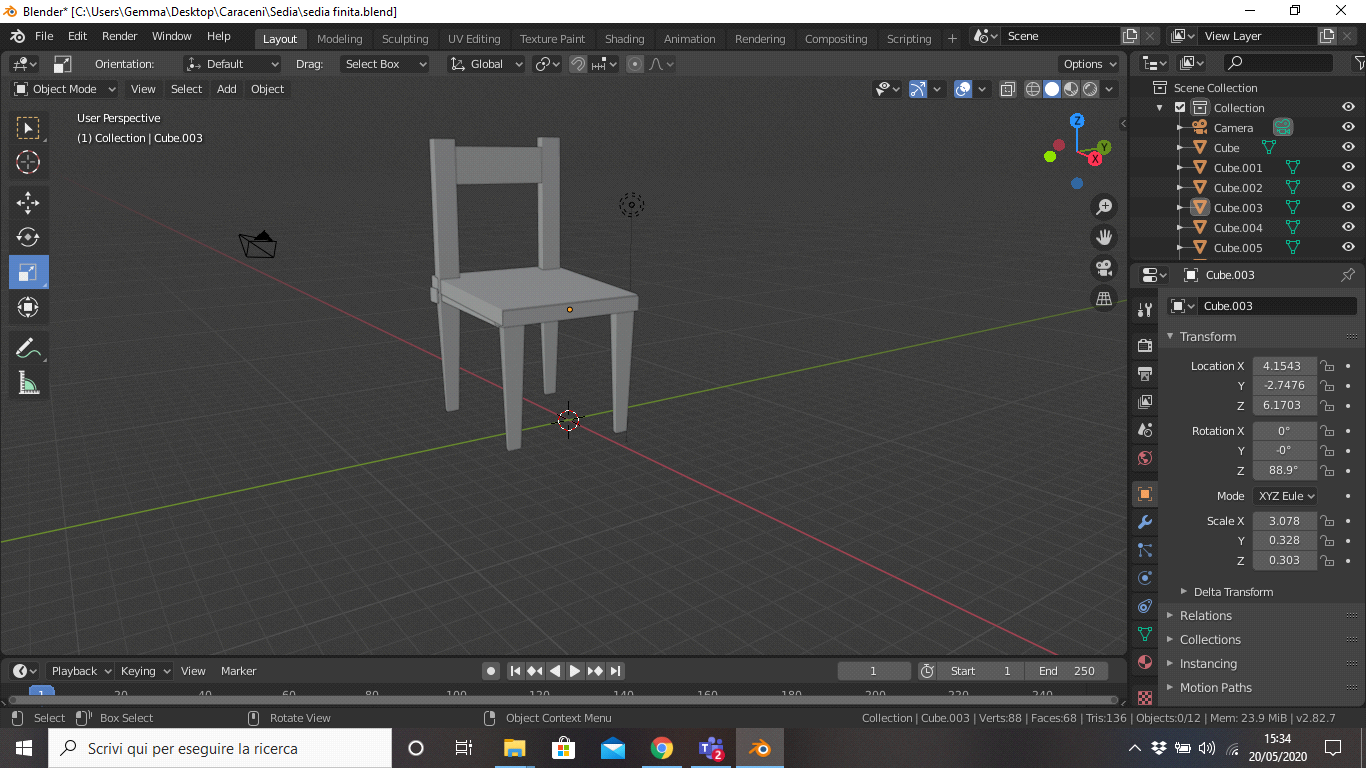 Blender* [C:\Users\Gemma\Desktop\Caraceni\Sedia\sedia finita.blend]
File Edit Render Window Help Layout Modeling Sculpting UV Editing Texture Paint Shading Animation Rendering Compositing Scripting + Scene View Layer
Orientation: Default Drag: Select Box Global Options
Object Mode View Select Add Object
Scene Collection
Collection
Camera
Cube
Cube.001
Cube.002
Cube.003
Cube.004
Cube.005
User Perspective
(1) Collection | Cube.003
Z
Y
X
Cube.003
Cube.003
Transform
Location X 4.1543
Y -2.7476
Z 6.1703
Rotation X 0°
Y -0°
Z 88.9°
Mode XYZ Eule
Scale X 3.078
Y 0.328
Z 0.303
Delta Transform
Relations
Collections
Instancing
Motion Paths
Playback Keying View Marker 1 Start 1 End 250
1 20 40 60 80 100 120 140 160 180 200 220 240
Select Box Select Rotate View Object Context Menu Collection | Cube.003 | Verts:88 | Faces:68 | Tris:136 | Objects:0/12 | Mem: 23.9 MiB | v2.82.7
Scrivi qui per eseguire la ricerca
2
15:34
20/05/2020